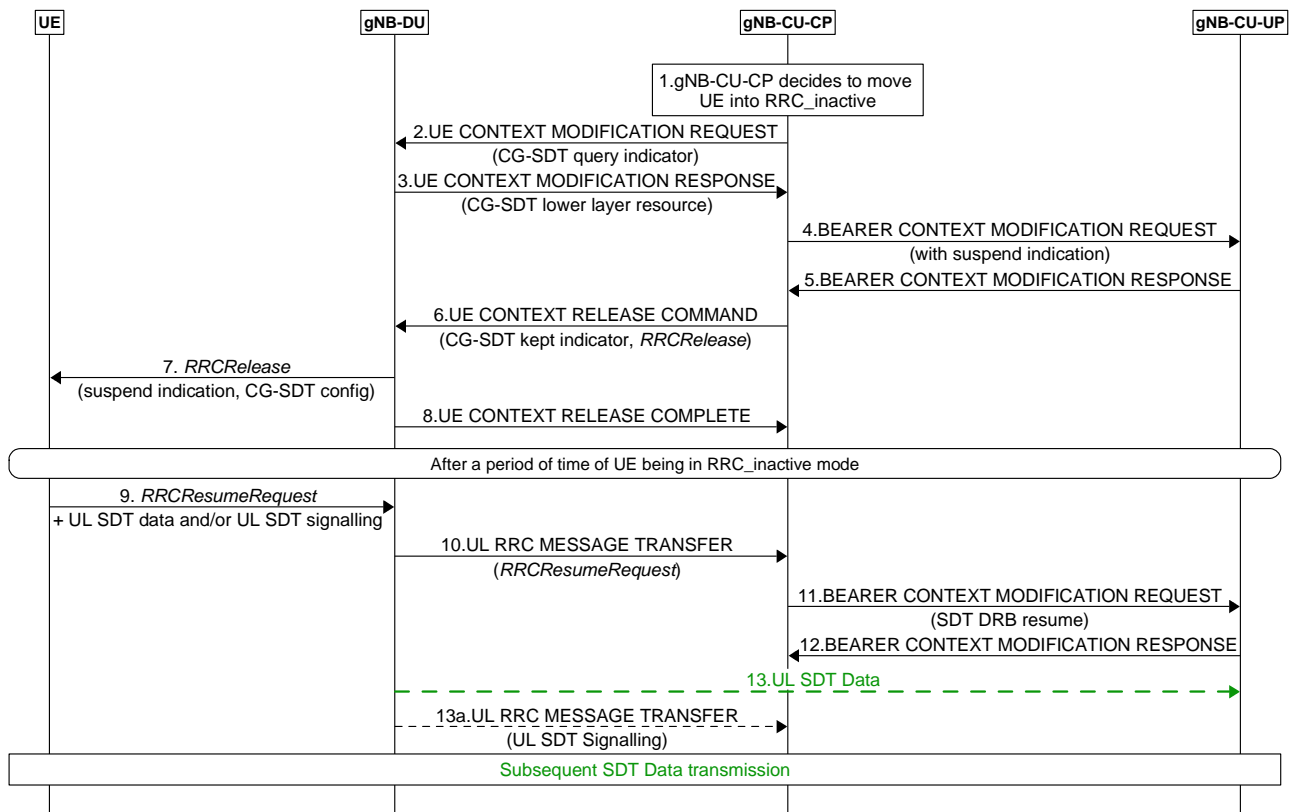 UE
gNB-DU
gNB-CU-CP
gNB-CU-UP
1.gNB-CU-CP decides to move
UE into RRC_inactive
2.UE CONTEXT MODIFICATION REQUEST
(CG-SDT query indicator)
3.UE CONTEXT MODIFICATION RESPONSE
(CG-SDT lower layer resource)
4.BEARER CONTEXT MODIFICATION REQUEST
(with suspend indication)
5.BEARER CONTEXT MODIFICATION RESPONSE
6.UE CONTEXT RELEASE COMMAND
(CG-SDT kept indicator, RRCRelease)
7. RRCRelease
(suspend indication, CG-SDT config)
8.UE CONTEXT RELEASE COMPLETE
After a period of time of UE being in RRC_inactive mode
9. RRCResumeRequest
+ UL SDT data and/or UL SDT signalling
10.UL RRC MESSAGE TRANSFER
(RRCResumeRequest)
11.BEARER CONTEXT MODIFICATION REQUEST
(SDT DRB resume)
12.BEARER CONTEXT MODIFICATION RESPONSE
13.UL SDT Data
13a.UL RRC MESSAGE TRANSFER
(UL SDT Signalling)
Subsequent SDT Data transmission